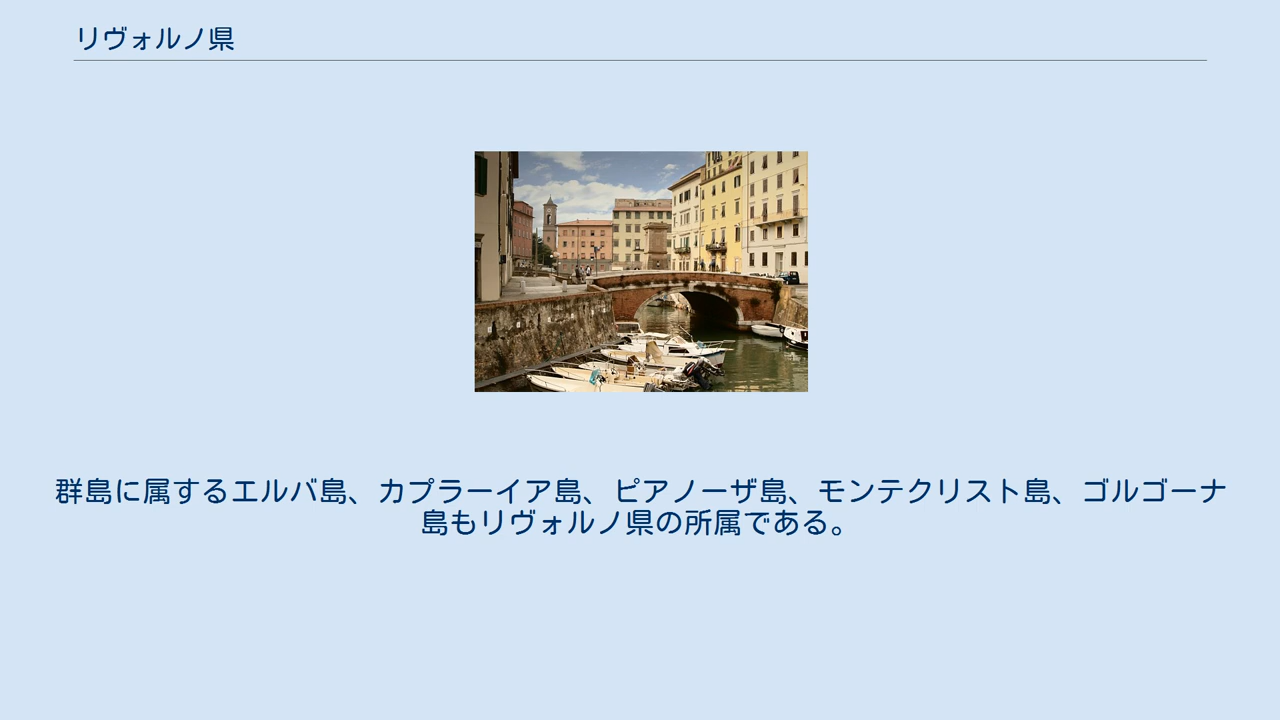 リヴォルノ県
群島に属するエルバ島、カプラーイア島、ピアノーザ島、モンテクリスト島、ゴルゴーナ
島もリヴォルノ県の所属である。